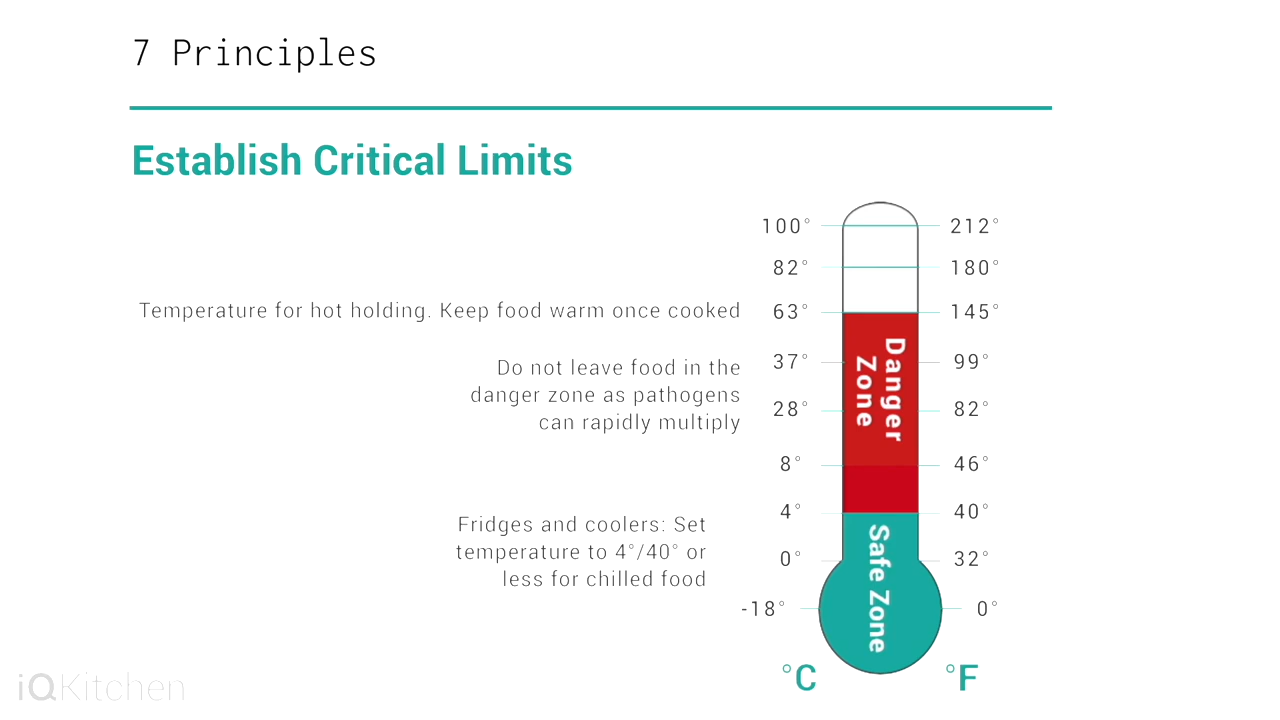 7 Principles
Establish Critical Limits
100° 212°
82° 180°
Temperature for hot holding. Keep food warm once cooked 63° 145°
Danger
Zone
Do not leave food in the
danger zone as pathogens
can rapidly multiply
37° 99°
28° 82°
8° 46°
4° 40°
Fridges and coolers: Set
temperature to 4°/40° or
less for chilled food
Safe Zone
0° 32°
-18° 0°
°C °F
iQKitchen